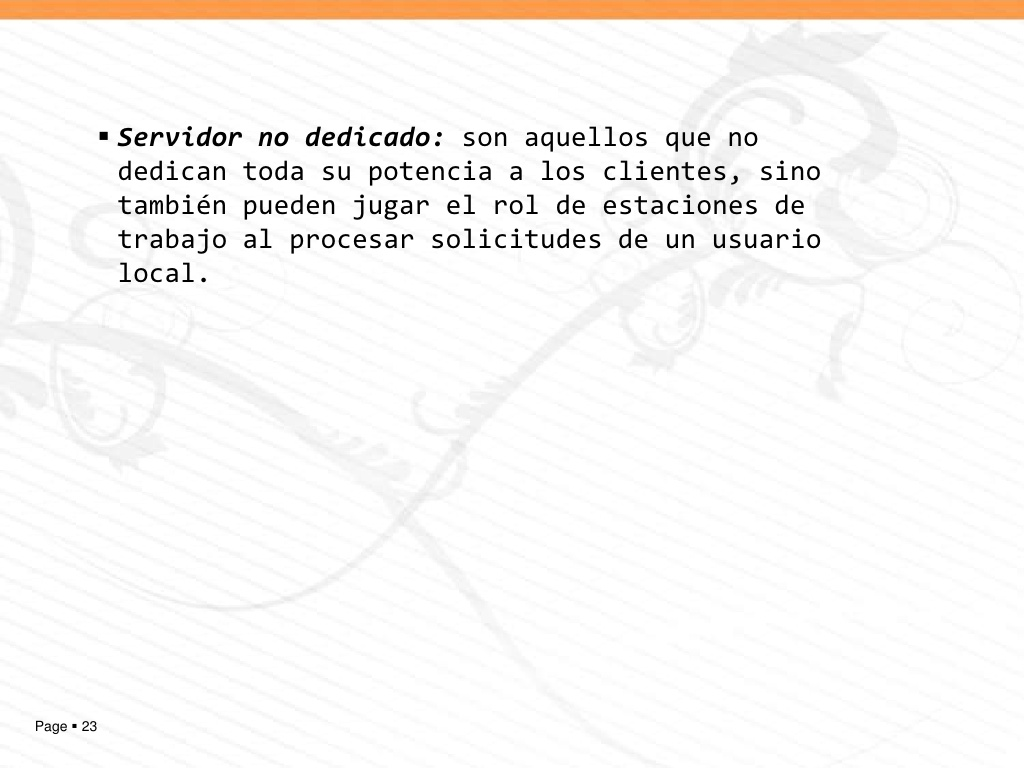 ▪ Servidor no dedicado: son aquellos que no
dedican toda su potencia a los clientes, sino
también pueden jugar el rol de estaciones de
trabajo al procesar solicitudes de un usuario
local.
Page ▪ 23